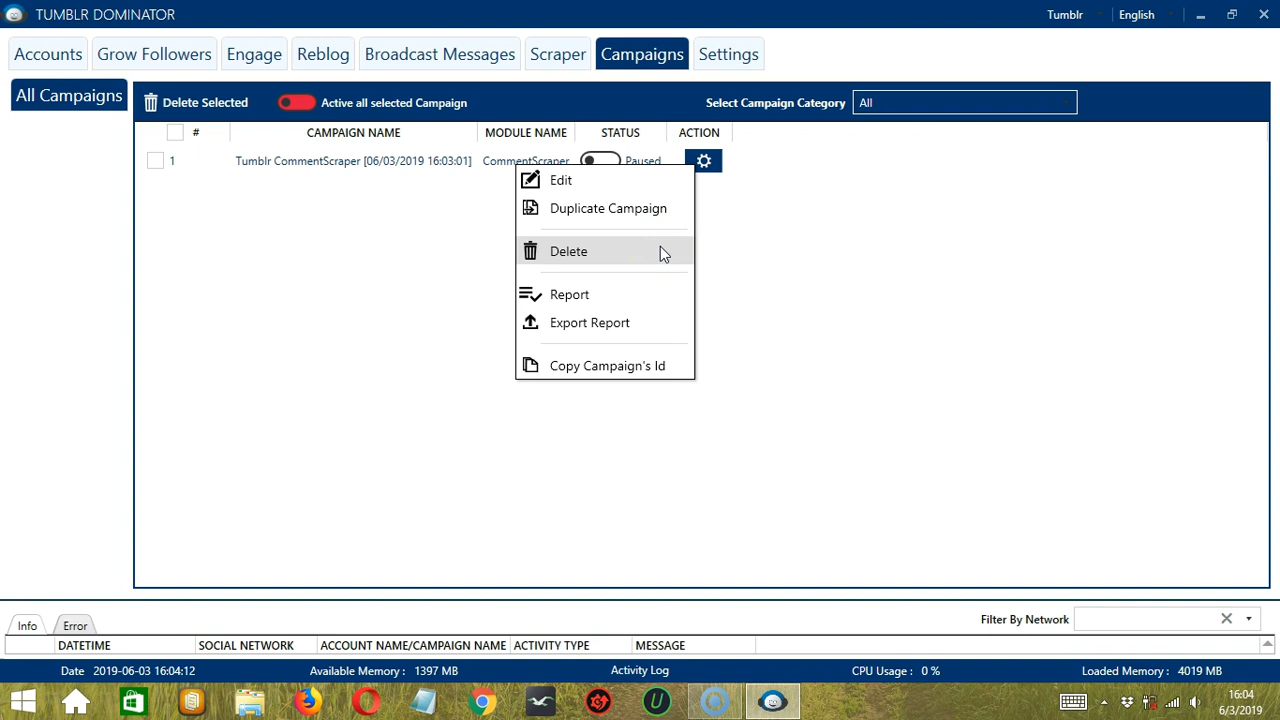 TUMBLR DOMINATOR Tumblr English
Accounts Grow Followers Engage Reblog Broadcast Messages Scraper Campaigns Settings
All Campaigns
Delete Selected Active all selected Campaign Select Campaign Category All
# CAMPAIGN NAME MODULE NAME STATUS ACTION
1 Tumblr CommentScraper [06/03/2019 16:03:01] CommentScraper Paused
Edit
Duplicate Campaign
Delete
Report
Export Report
Copy Campaign's Id
Info Error Filter By Network
DATETIME SOCIAL NETWORK ACCOUNT NAME/CAMPAIGN NAME ACTIVITY TYPE MESSAGE
Date 2019-06-03 16:04:12 Available Memory : 1397 MB Activity Log CPU Usage : 0 % Loaded Memory : 4019 MB
16:04
6/3/2019